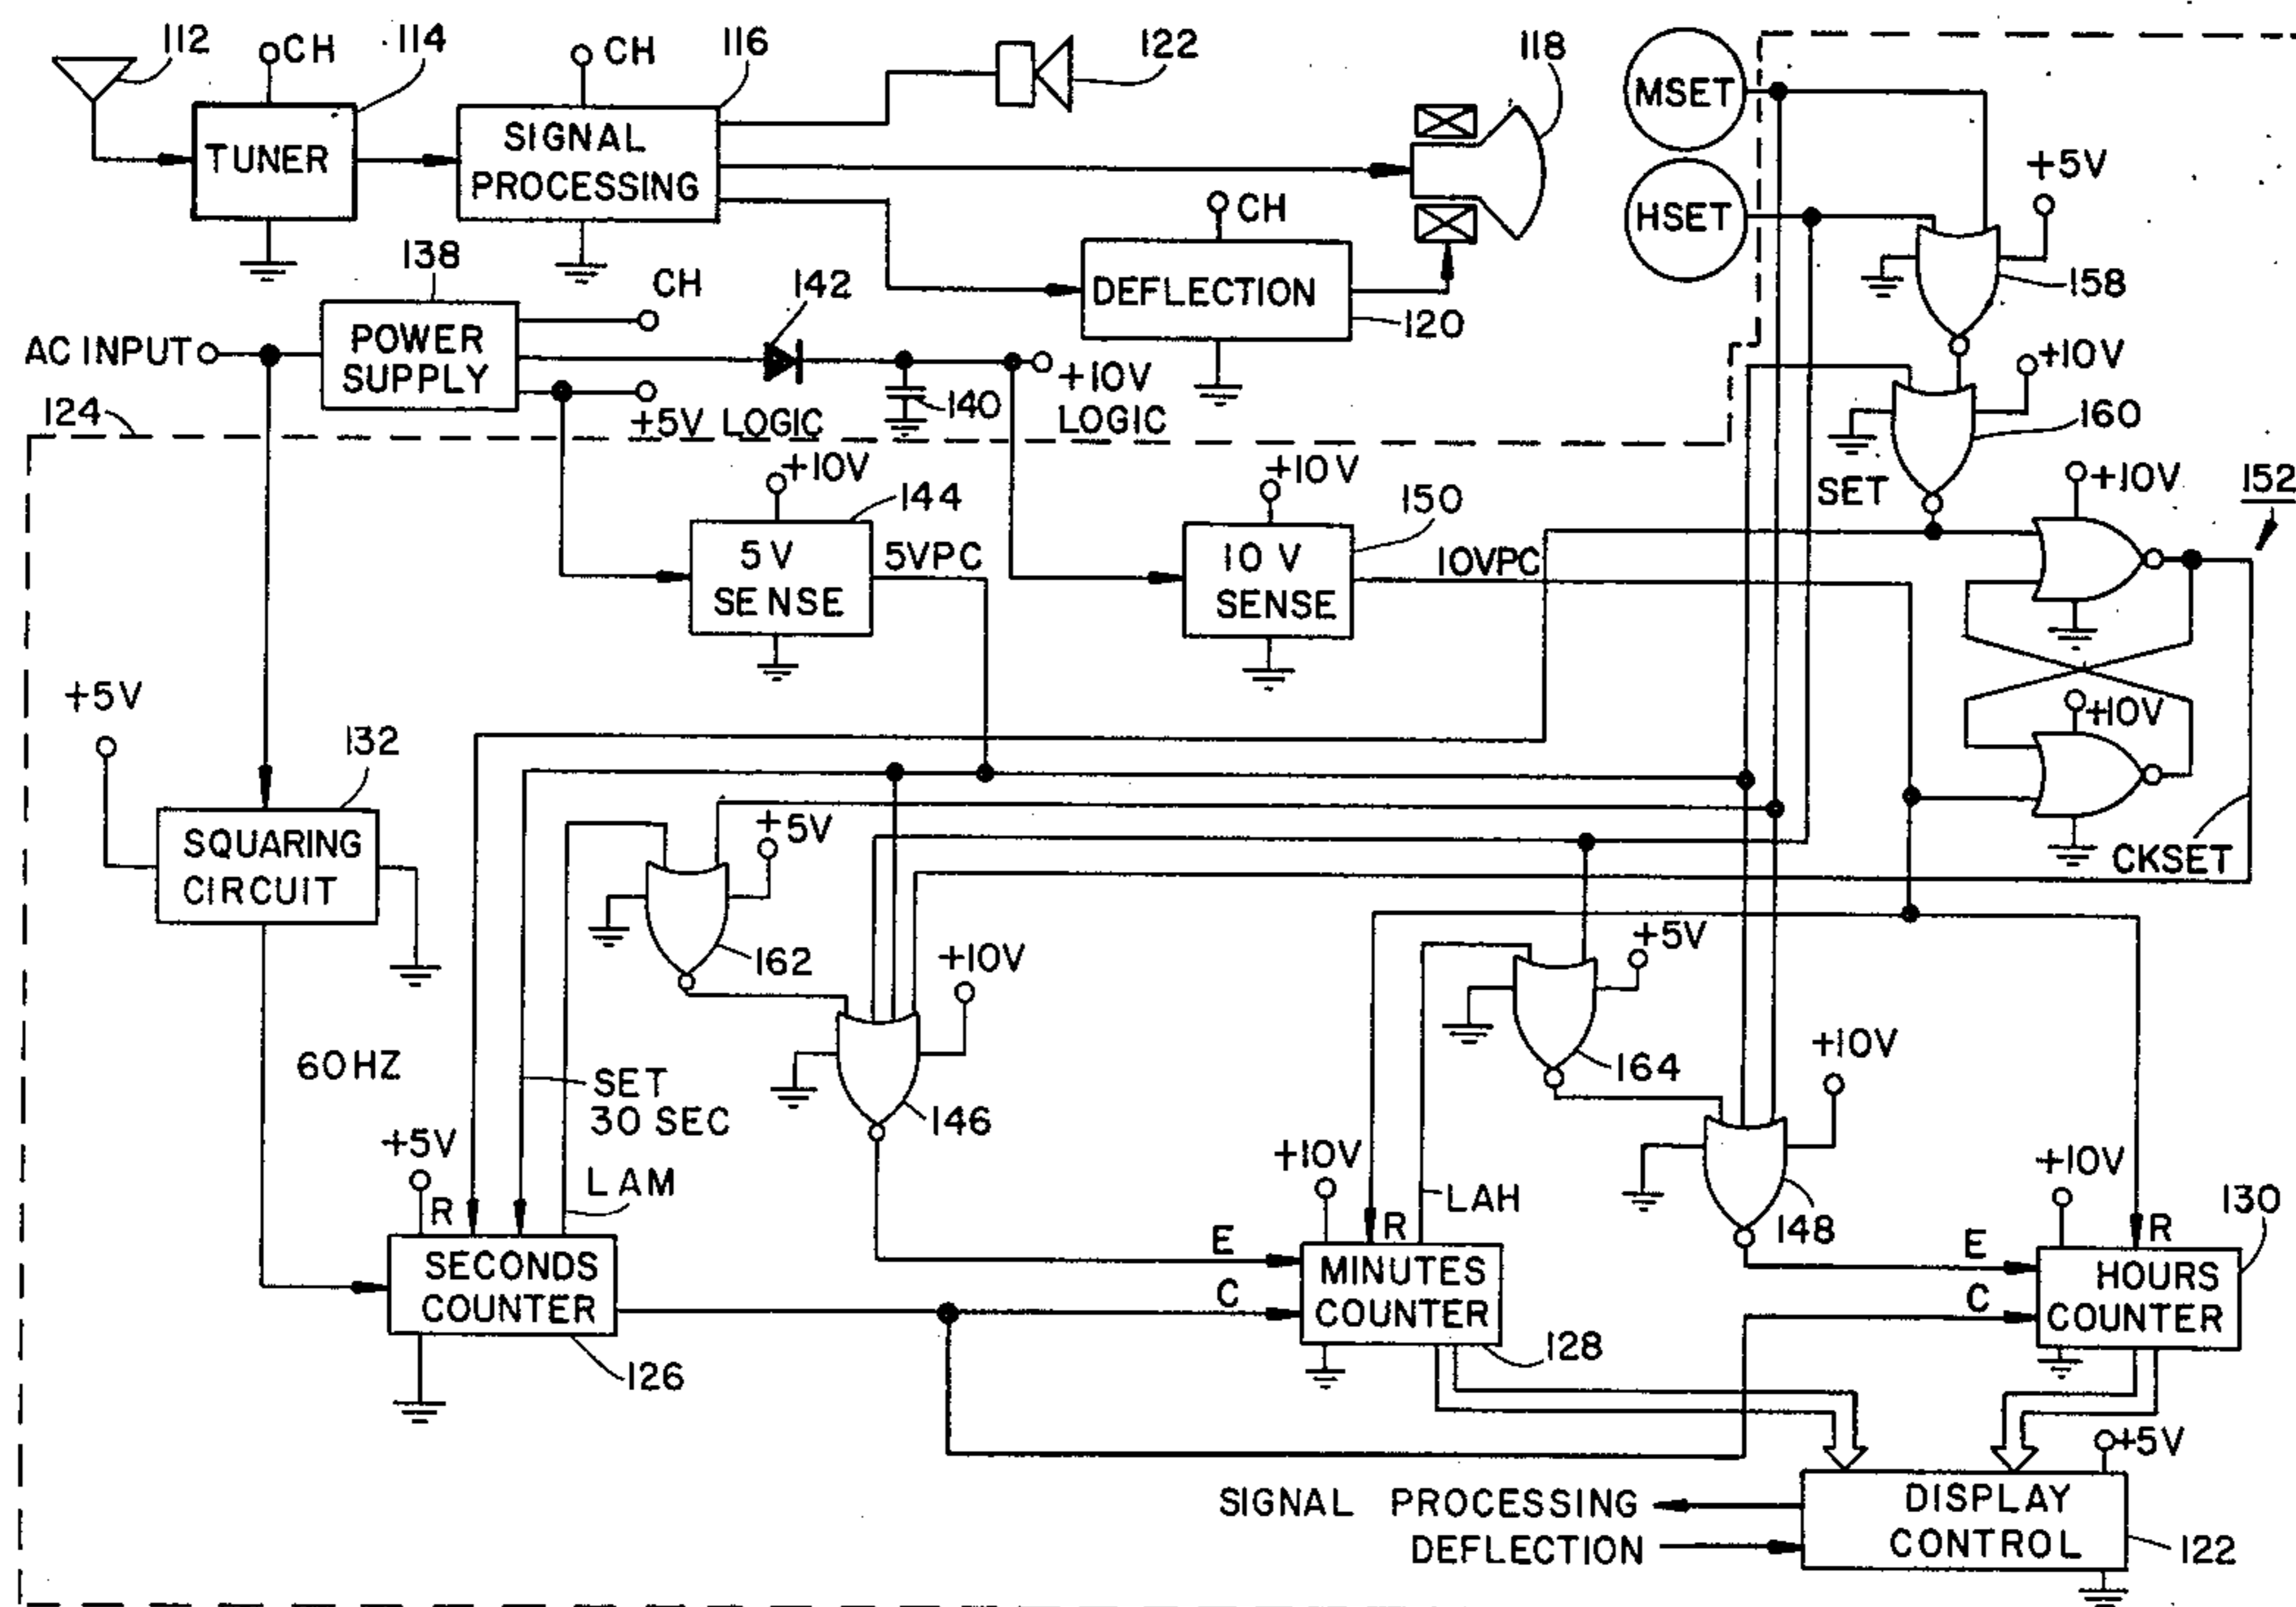 112
CH
114
CH
116
122
118
MSET
TUNER
SIGNAL
PROCESSING
+5V
HSET
CH
138
CH
142
DEFLECTION
158
120
AC INPUT
POWER
SUPPLY
+10V
LOGIC
+10V
124
+5V LOGIC
140
160
+10V
144
+10V
150
SET
+10V
152
5V
SENSE
5VPC
10V
SENSE
10VPC
+5V
132
+10V
SQUARING
CIRCUIT
+5V
CKSET
162
+10V
+5V
60HZ
SET
30 SEC
146
164
+10V
+5V
R
LAM
+10V
R
LAH
148
+10V
R
130
SECONDS
COUNTER
E
C
MINUTES
COUNTER
E
C
HOURS
COUNTER
126
128
+5V
SIGNAL PROCESSING
DEFLECTION
DISPLAY
CONTROL
122